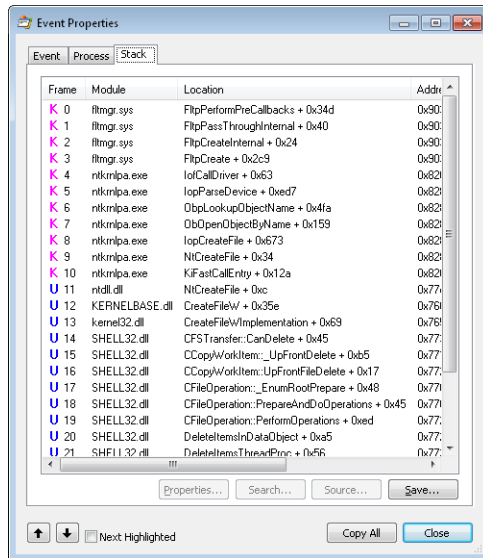 Event Properties
Event Process Stack
Frame Module Location Addre
K 0 fltmgr.sys FltpPerformPreCallbacks + 0x34d 0x90
K 1 fltmgr.sys FltpPassThroughInternal + 0x40 0x90
K 2 fltmgr.sys FltpCreateInternal + 0x24 0x90
K 3 fltmgr.sys FltpCreate + 0x2c9 0x90
K 4 ntkrnlpa.exe IofCallDriver + 0x63 0x82
K 5 ntkrnlpa.exe IopParseDevice + 0xed7 0x82
K 6 ntkrnlpa.exe ObpLookupObjectName + 0x4fa 0x82
K 7 ntkrnlpa.exe ObOpenObjectByName + 0x159 0x82
K 8 ntkrnlpa.exe IopCreateFile + 0x673 0x82
K 9 ntkrnlpa.exe NtCreateFile + 0x34 0x82
K 10 ntkrnlpa.exe KiFastCallEntry + 0x12a 0x82
U 11 ntdll.dll NtCreateFile + 0xc 0x77
U 12 KERNELBASE.dll CreateFileW + 0x35e 0x76
U 13 kernel32.dll CreateFileWImplementation + 0x69 0x76
U 14 SHELL32.dll CFSTransfer::CanDelete + 0x45 0x77
U 15 SHELL32.dll CCopyWorkItem::_UpFrontDelete + 0xb5 0x77
U 16 SHELL32.dll CCopyWorkItem::UpFrontFileDelete + 0x17 0x77
U 17 SHELL32.dll CFileOperation::_EnumRootPrepare + 0x48 0x77
U 18 SHELL32.dll CFileOperation::PrepareAndDoOperations + 0x45 0x77
U 19 SHELL32.dll CFileOperation::PerformOperations + 0xed 0x77
U 20 SHELL32.dll DeleteItemsInDataObject + 0xa5 0x77
U 21 SHELL32.dll DeleteItemsThreadProc + 0x56 0x77
Properties... Search... Source... Save...
Next Highlighted Copy All Close